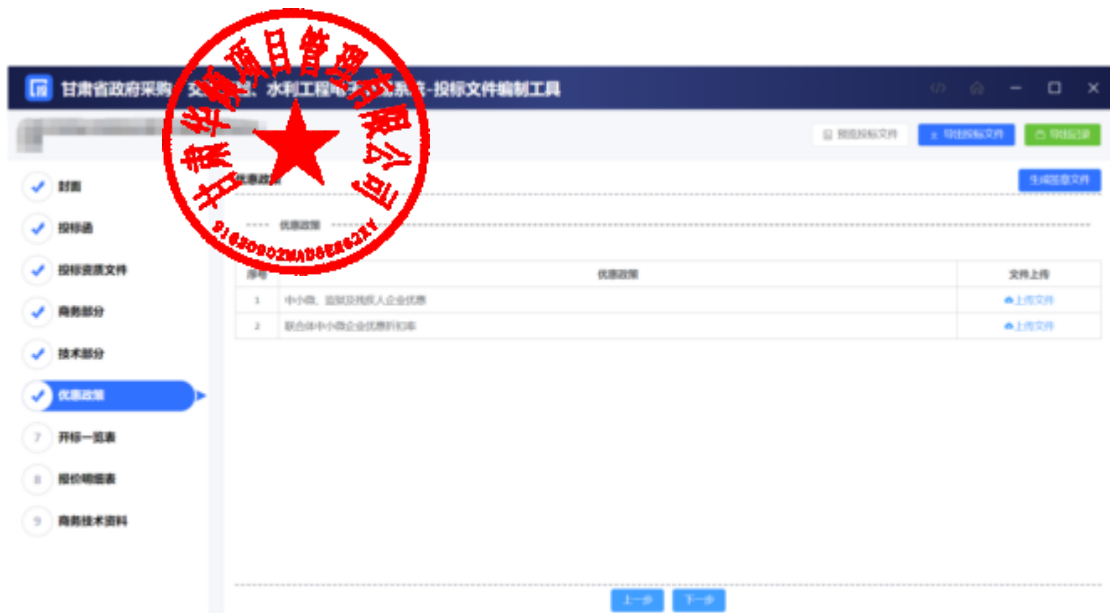 甘肃省政府采购、交
水利工程电子
系统-投标文件编制工具
预览投标文件
导出投标文件
导出记录
封面
投标函
投标资质文件
商务部分
技术部分
优惠政策
7 开标一览表
8 报价明细表
9 商务技术资料
优惠政策
生成签章文件
优惠政策
序号 优惠政策 文件上传
1 中小微、监狱及残疾人企业优惠 上传文件
2 联合体中小微企业优惠折扣率 上传文件
上一步 下一步
项目管理有限公司